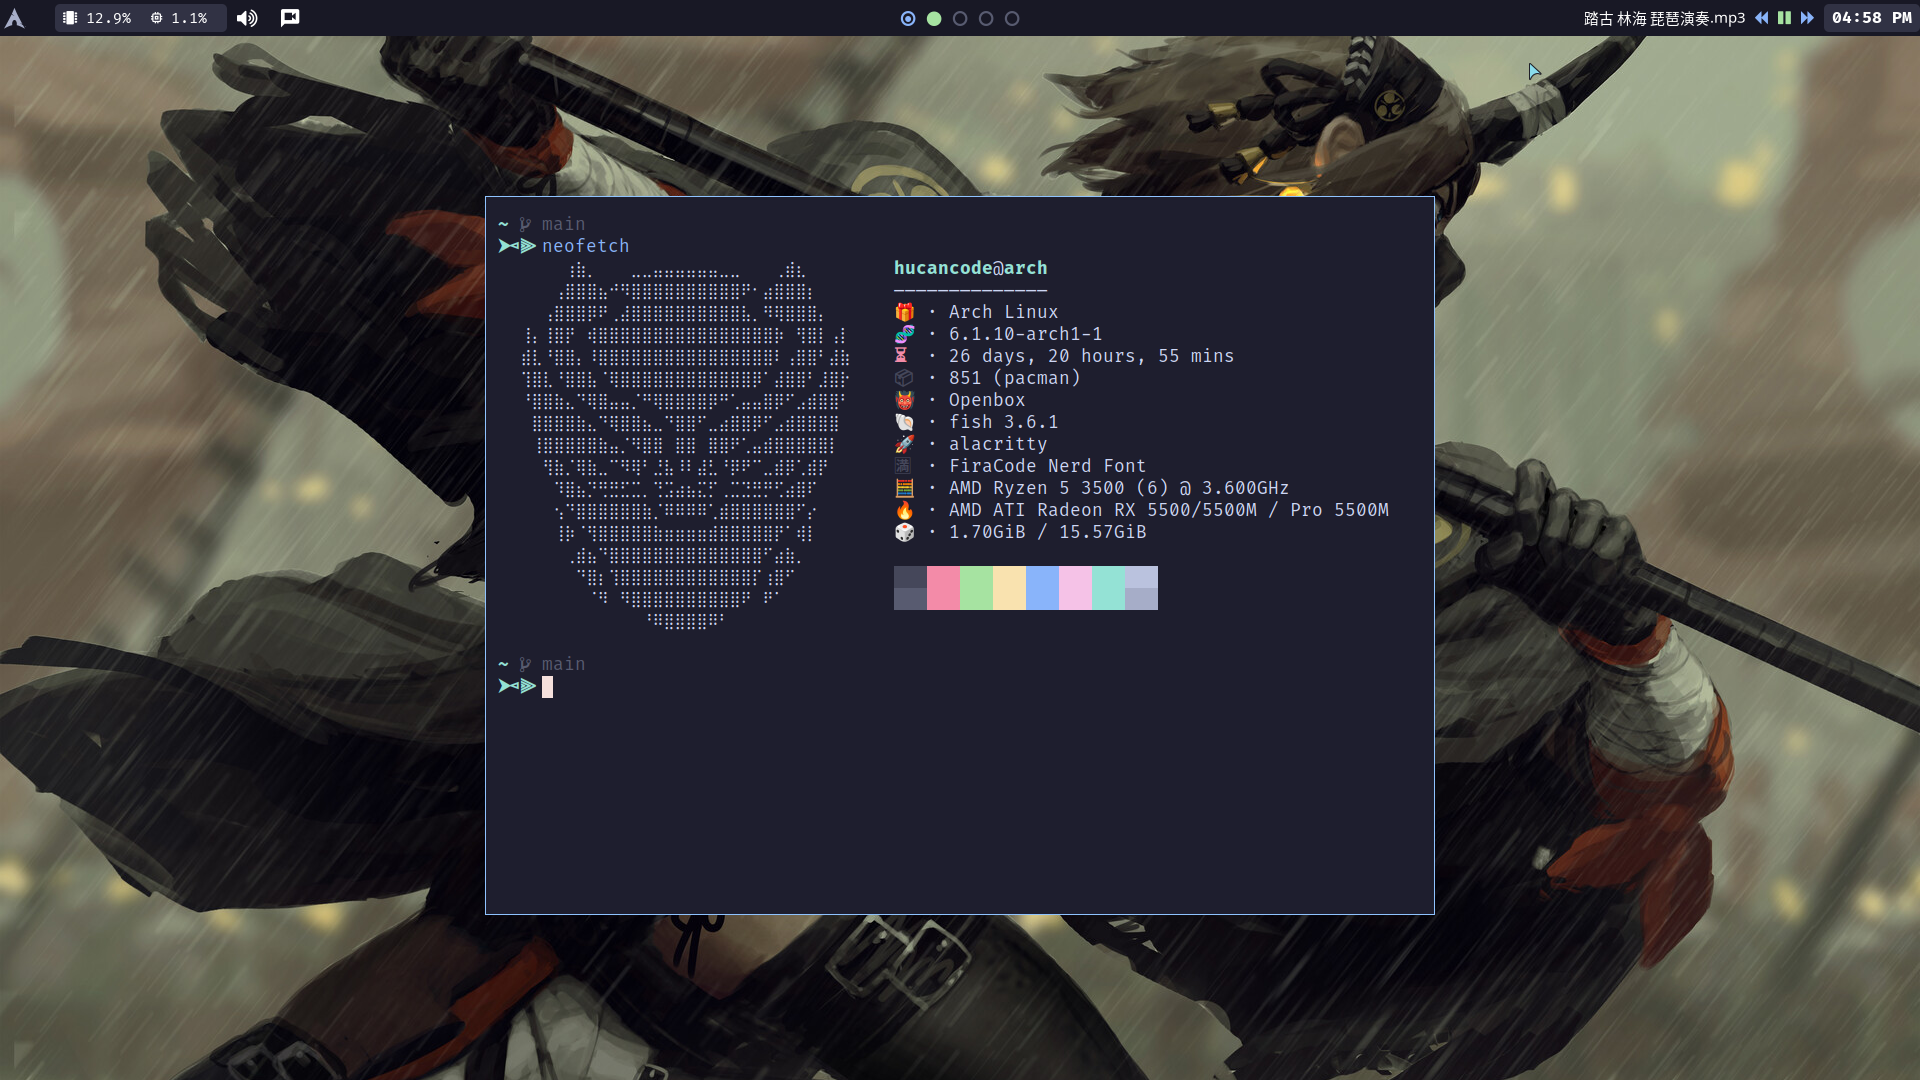 12.9% 1.1%
踏古 林海 琵琶演奏.mp3
04:58 PM
~ main
neofetch
hucancode@arch
—————————————
· Arch Linux
· 6.1.10-arch1-1
· 26 days, 20 hours, 55 mins
· 851 (pacman)
· Openbox
· fish 3.6.1
· alacritty
· FiraCode Nerd Font
· AMD Ryzen 5 3500 (6) @ 3.600GHz
· AMD ATI Radeon RX 5500/5500M / Pro 5500M
· 1.70GiB / 15.57GiB
~ main